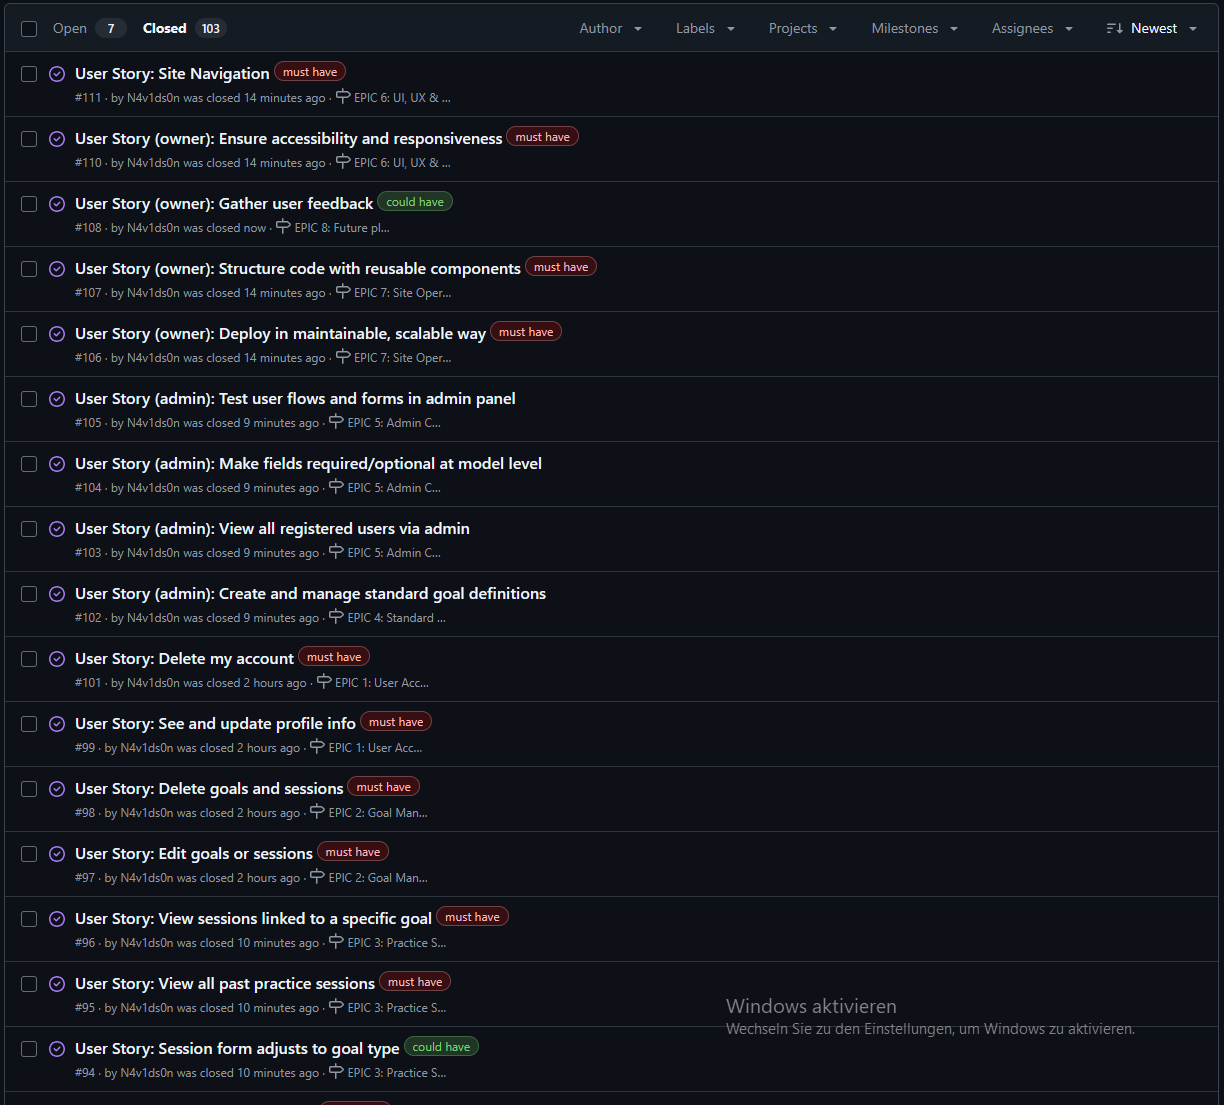 Open 7 Closed 103 Author Labels Projects Milestones Assignees Newest
User Story: Site Navigation must have
#111 · by N4v1ds0n was closed 14 minutes ago · EPIC 6: UI, UX & ...
User Story (owner): Ensure accessibility and responsiveness must have
#110 · by N4v1ds0n was closed 14 minutes ago · EPIC 6: UI, UX & ...
User Story (owner): Gather user feedback could have
#108 · by N4v1ds0n was closed now · EPIC 8: Future pl...
User Story (owner): Structure code with reusable components must have
#107 · by N4v1ds0n was closed 14 minutes ago · EPIC 7: Site Oper...
User Story (owner): Deploy in maintainable, scalable way must have
#106 · by N4v1ds0n was closed 14 minutes ago · EPIC 7: Site Oper...
User Story (admin): Test user flows and forms in admin panel
#105 · by N4v1ds0n was closed 9 minutes ago · EPIC 5: Admin C...
User Story (admin): Make fields required/optional at model level
#104 · by N4v1ds0n was closed 9 minutes ago · EPIC 5: Admin C...
User Story (admin): View all registered users via admin
#103 · by N4v1ds0n was closed 9 minutes ago · EPIC 5: Admin C...
User Story (admin): Create and manage standard goal definitions
#102 · by N4v1ds0n was closed 9 minutes ago · EPIC 4: Standard ...
User Story: Delete my account must have
#101 · by N4v1ds0n was closed 2 hours ago · EPIC 1: User Acc...
User Story: See and update profile info must have
#99 · by N4v1ds0n was closed 2 hours ago · EPIC 1: User Acc...
User Story: Delete goals and sessions must have
#98 · by N4v1ds0n was closed 2 hours ago · EPIC 2: Goal Man...
User Story: Edit goals or sessions must have
#97 · by N4v1ds0n was closed 2 hours ago · EPIC 2: Goal Man...
User Story: View sessions linked to a specific goal must have
#96 · by N4v1ds0n was closed 10 minutes ago · EPIC 3: Practice S...
User Story: View all past practice sessions must have
#95 · by N4v1ds0n was closed 10 minutes ago · EPIC 3: Practice S...
Windows aktivieren
Wechseln Sie zu den Einstellungen, um Windows zu aktivieren.
User Story: Session form adjusts to goal type could have
#94 · by N4v1ds0n was closed 10 minutes ago · EPIC 3: Practice S...